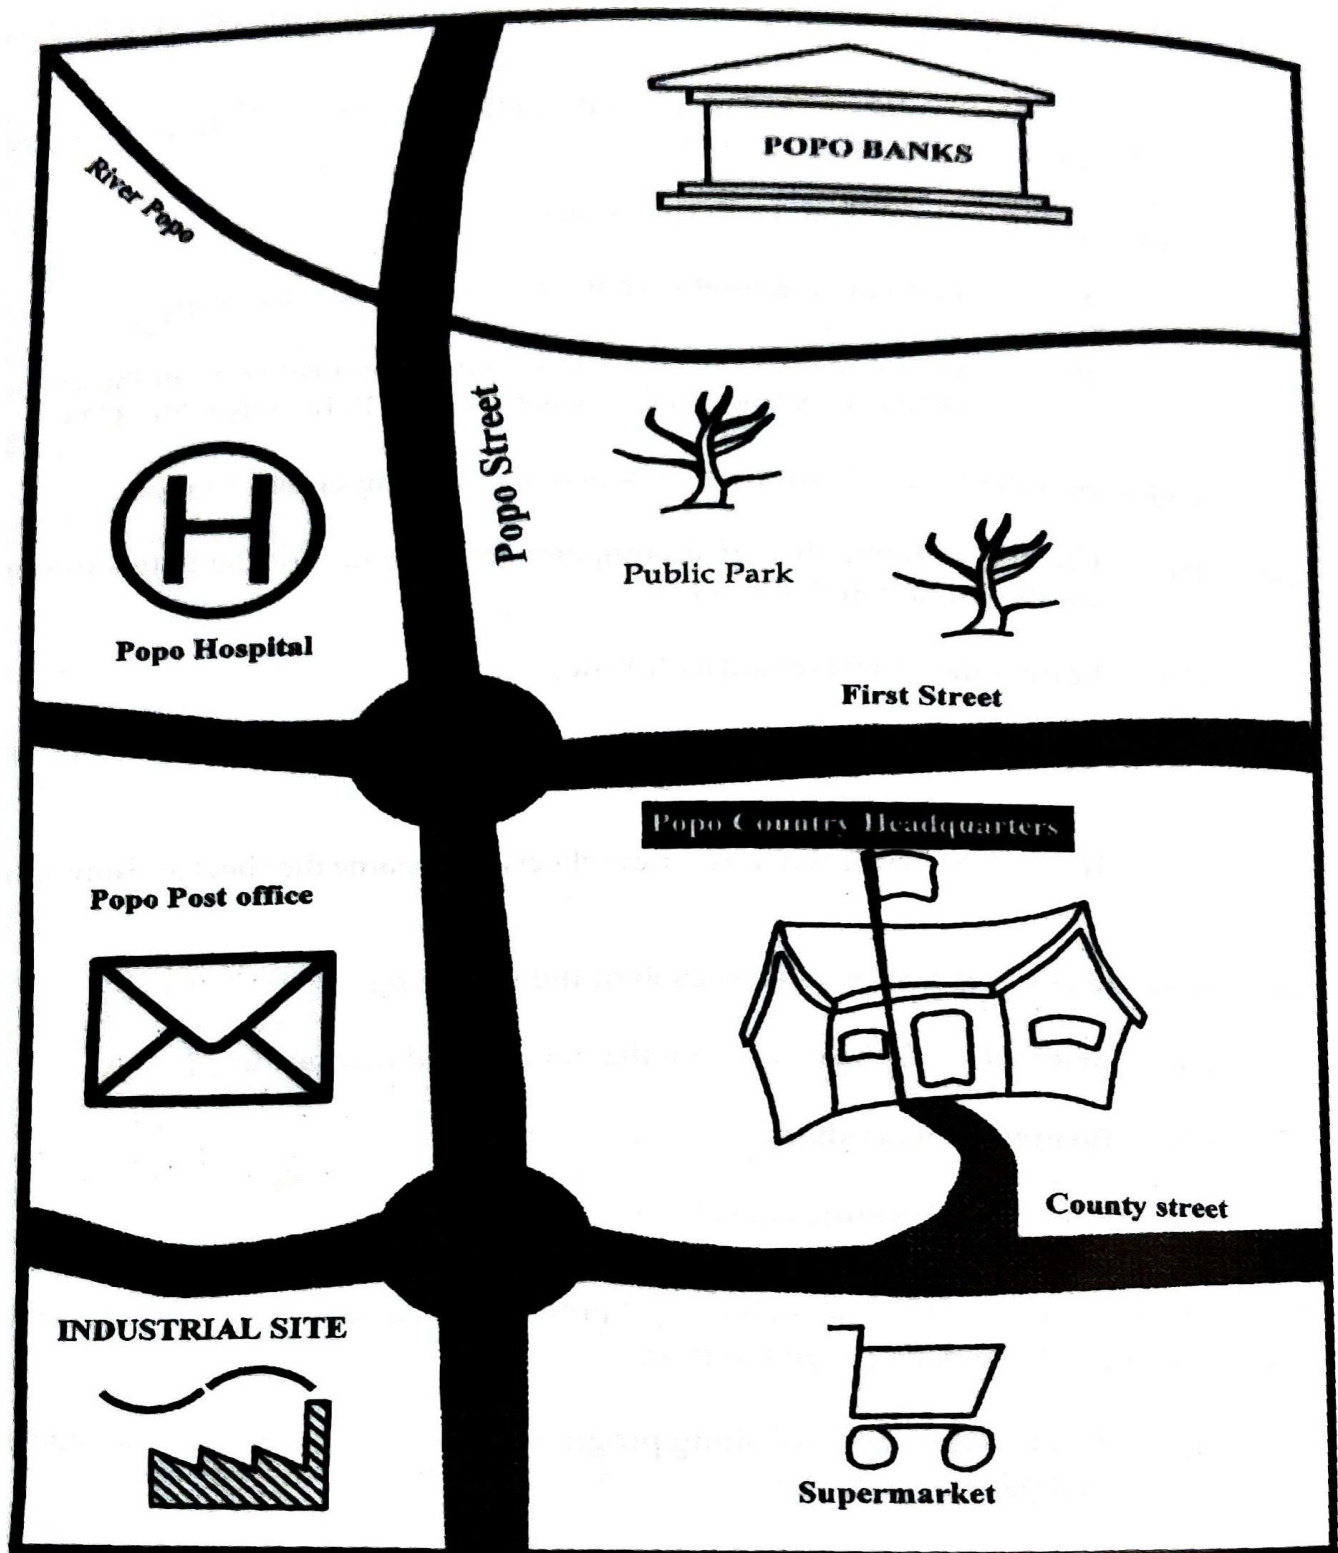 POPO BANKS
River Popo
Popo Street
H
Public Park
Popo Hospital
First Street
Popo Country Headquarters
Popo Post office
County street
INDUSTRIAL SITE
Supermarket